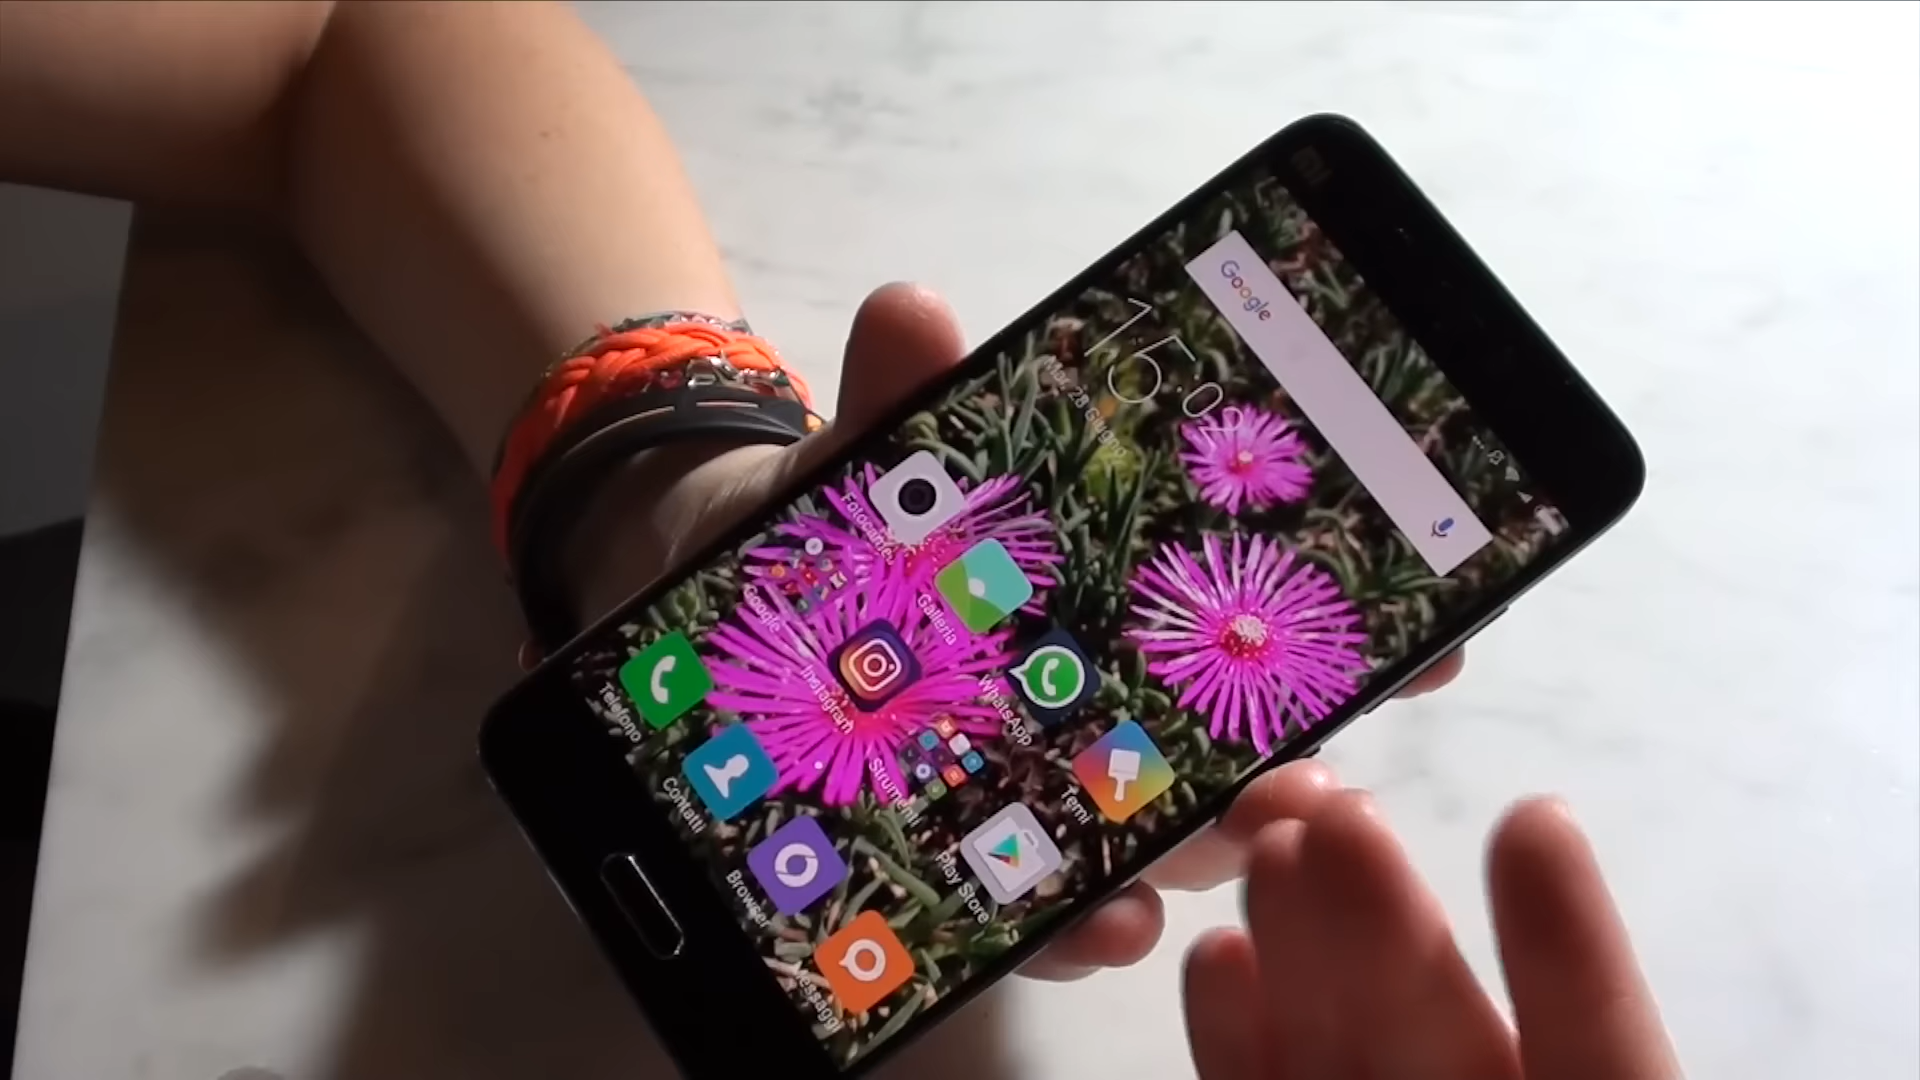 mi
Google
15:02
Mar, 28 Giugno
Fotocamera
Galleria
WhatsApp
Temi
Google
Instagram
Strumenti
Play Store
Telefono
Contatti
Browser
Messaggi